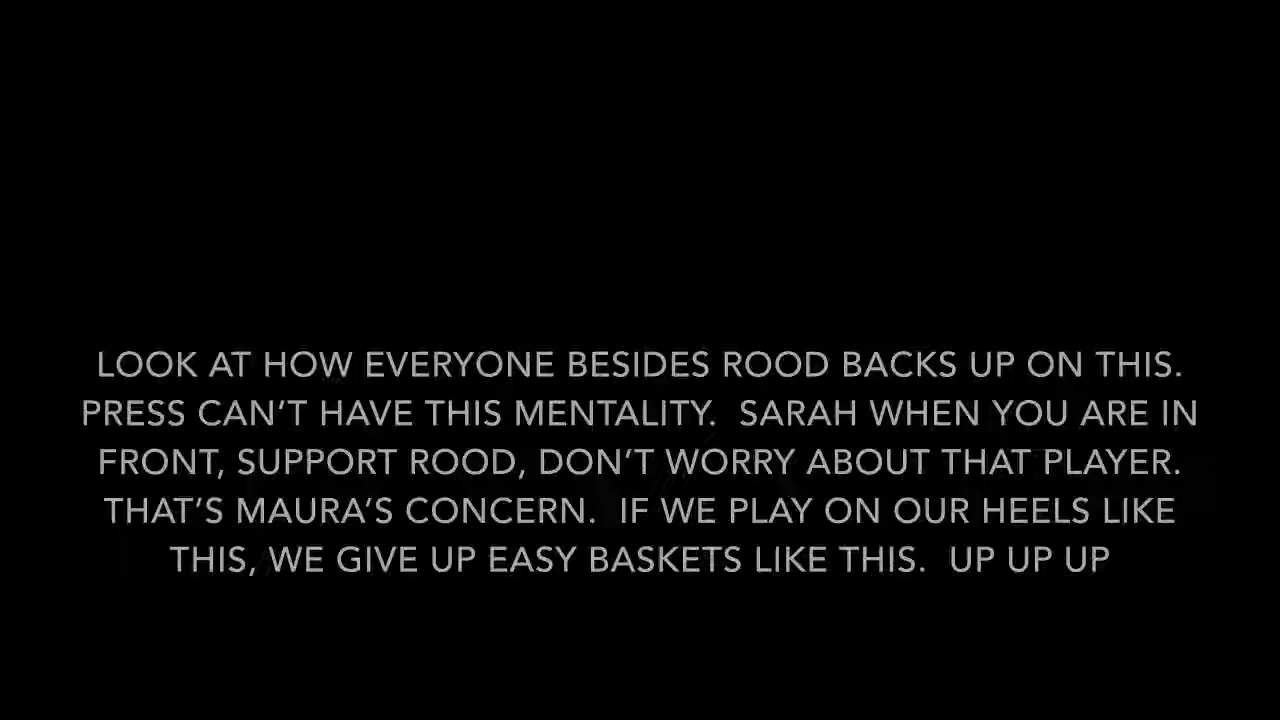 LOOK AT HOW EVERYONE BESIDES ROOD BACKS UP ON THIS.
PRESS CAN’T HAVE THIS MENTALITY.  SARAH WHEN YOU ARE IN
FRONT, SUPPORT ROOD, DON’T WORRY ABOUT THAT PLAYER.
THAT’S MAURA’S CONCERN.  IF WE PLAY ON OUR HEELS LIKE
THIS, WE GIVE UP EASY BASKETS LIKE THIS.  UP UP UP